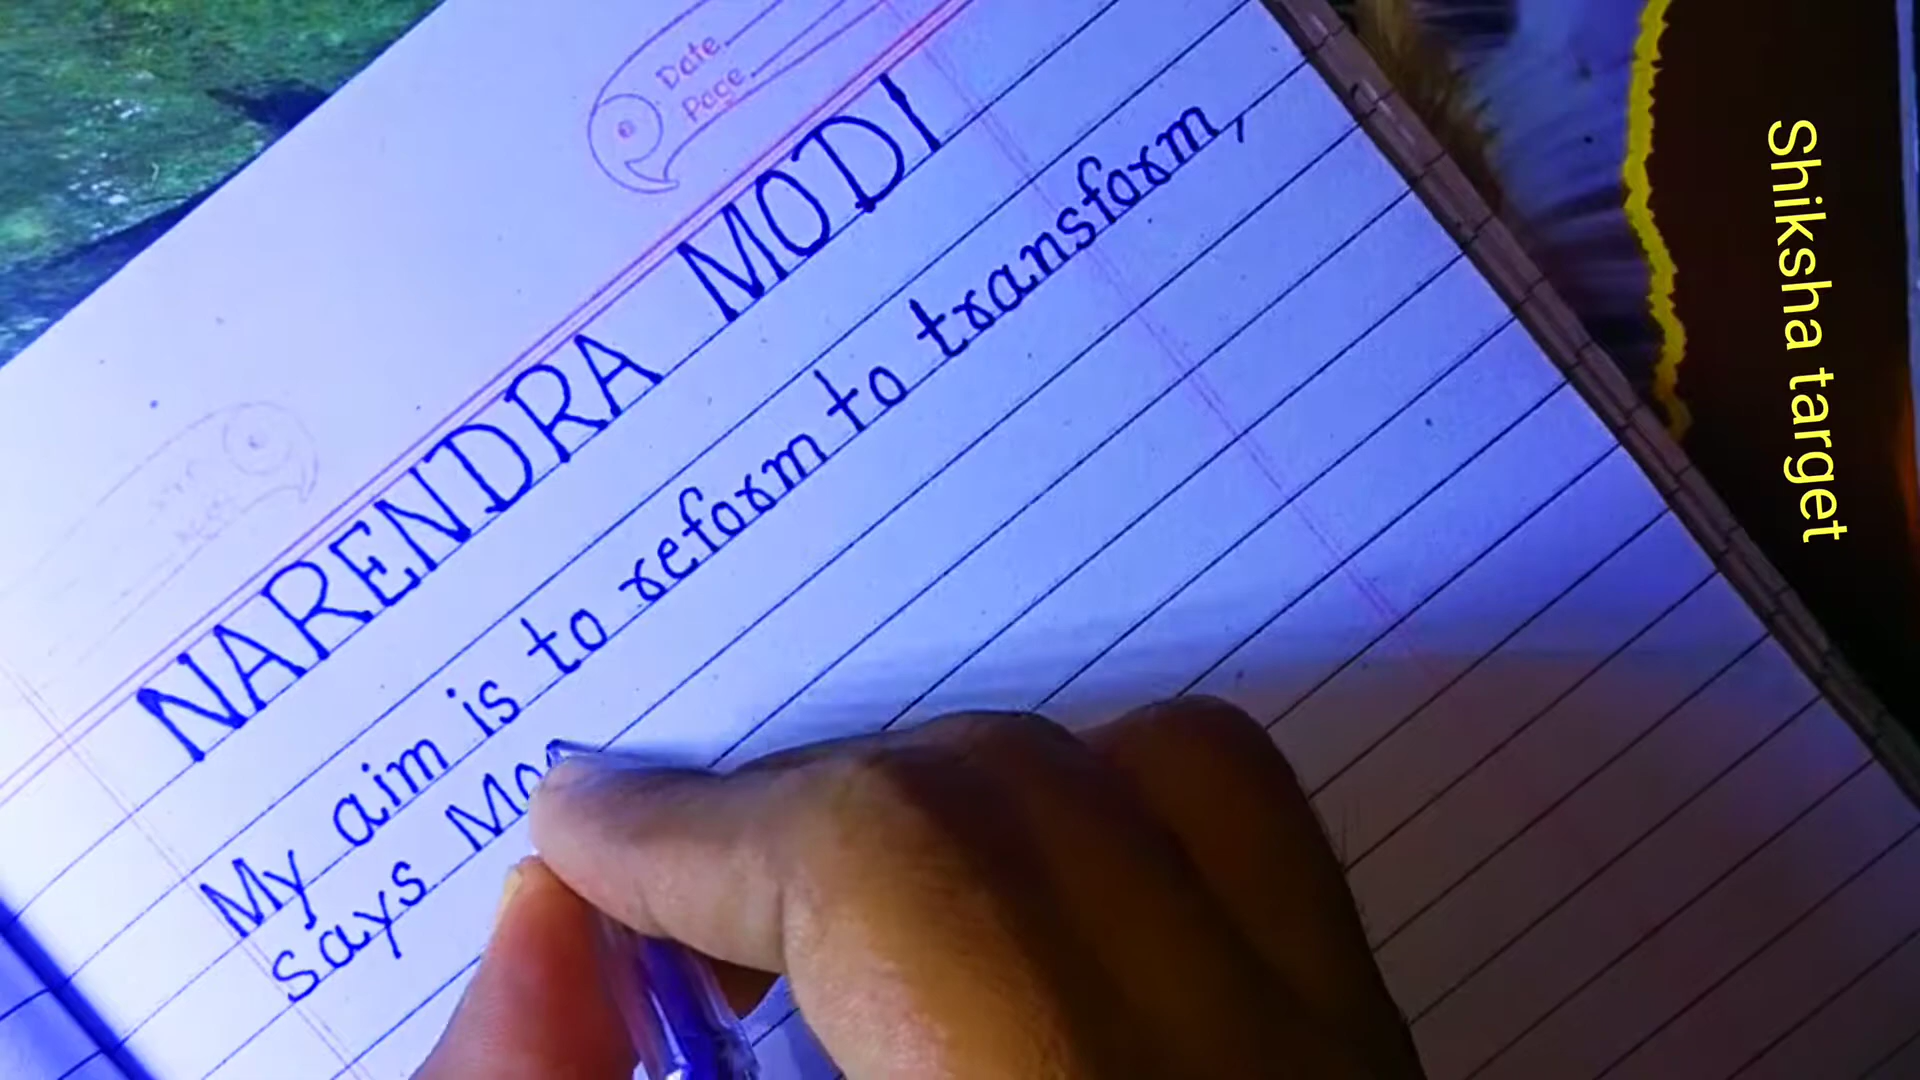 Date
Page
NARENDRA MODI
My aim is to reform to transform,
says
Shiksha target